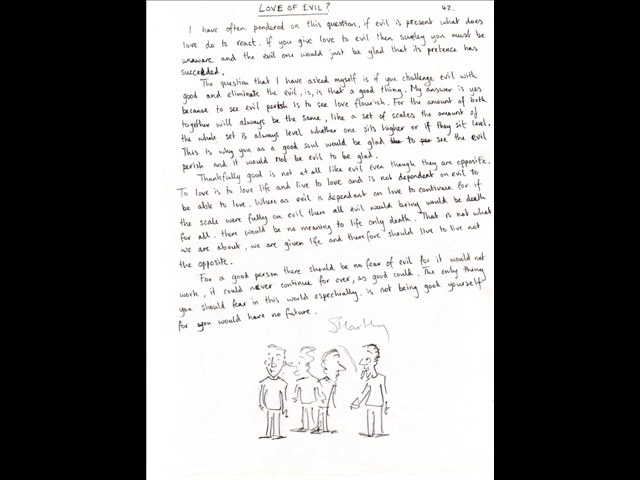 LOVE OF EVIL?
42.
I have often pondered on this question, if evil is present what does
love do to react. If you give love to evil then surley you must be
unaware and the evil one would just be glad that its pretence has
succeeded.
The question that I have asked myself is if you challenge evil with
good and eliminate the evil, is, is that a good thing. My answer is yes
because to see evil perish is to see love flourish. For the amount of both
together will always be the same, like a set of scales the amount of
the whole set is always level whether one sits higher or if they sit level.
This is why you as a good soul would be glad to see the evil
perish and it would not be evil to be glad.
Thankfully good is not at all like evil even though they are opposite.
To love is to love life and live to love and is not dependent on evil to
be able to love. Where as evil is dependant on love to continue for if
the scale were fully on evil then all evil would bring would be death
for all. there would be no meaning to life only death. That is not what
we are about, we are given life and therefore should live to live not
the opposite.
For a good person there should be no fear of evil for it would not
work, it could never continue for ever, as good could. The only thing
you should fear in this world espechially. is not being good yourself
for you would have no future.